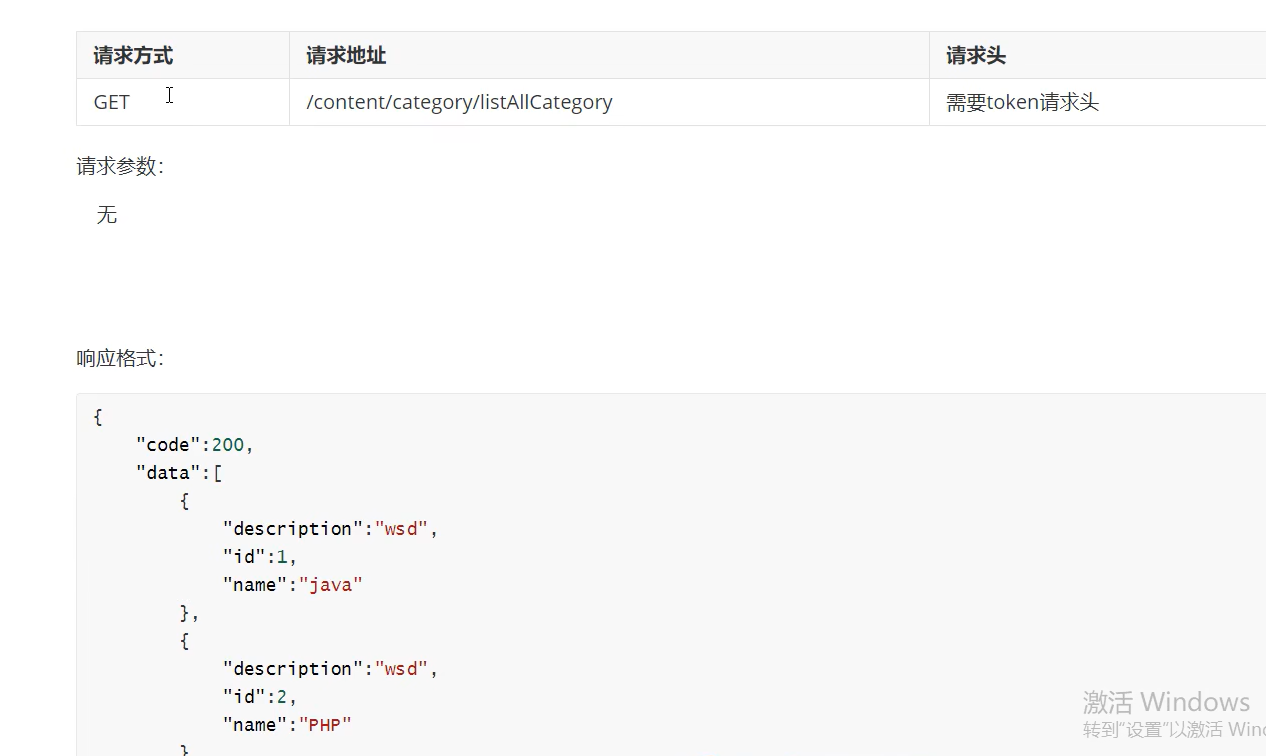 请求方式 请求地址 请求头
GET /content/category/listAllCategory 需要token请求头
请求参数：
无
响应格式：
{
"code":200,
"data":[
{
"description":"wsd",
"id":1,
"name":"java"
},
{
"description":"wsd",
"id":2,
"name":"PHP"
}
激活 Windows
转到"设置"以激活 Win